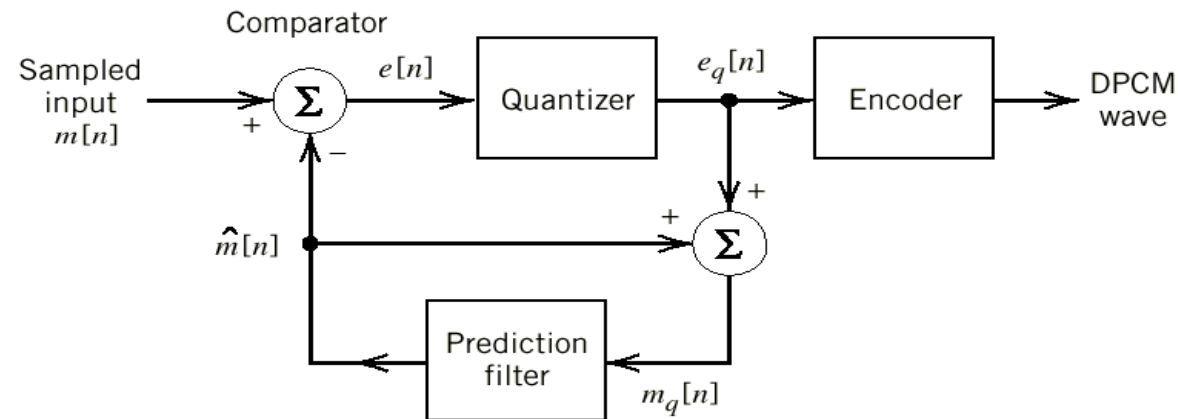 Comparator
Sampled
input
m[n]
+
Σ
−
e[n]
Quantizer
e_q[n]
Encoder
DPCM
wave
+
+
Σ
m̂[n]
Prediction
filter
m_q[n]